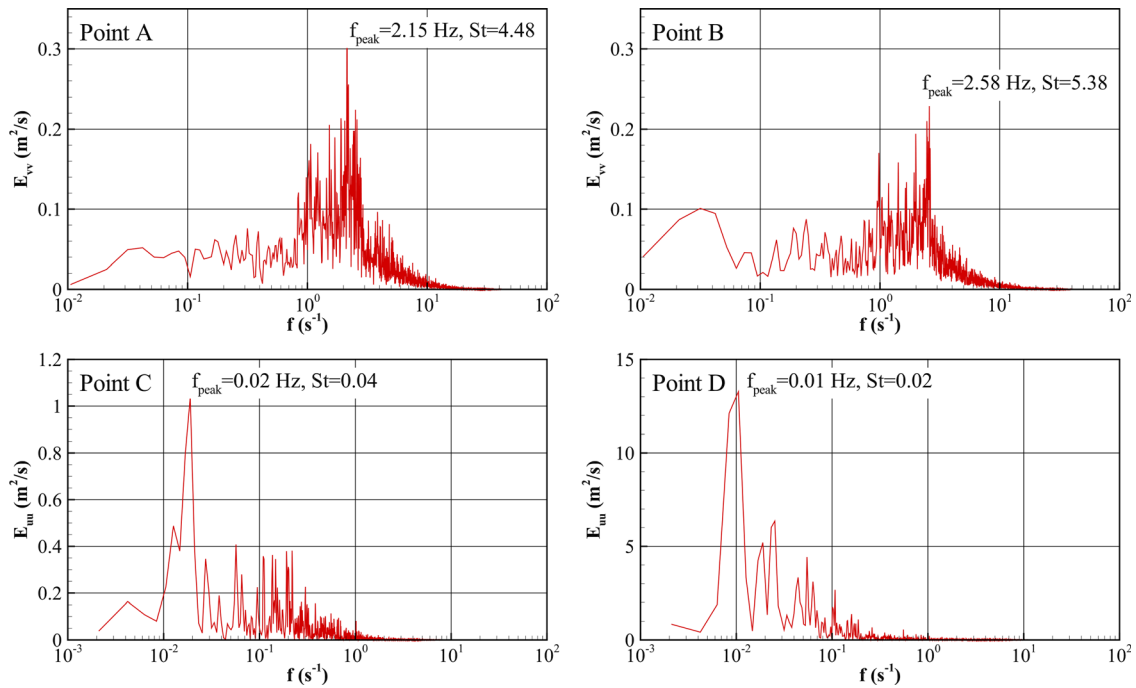 Point A
f_peak=2.15 Hz, St=4.48
E_vv (m²/s)
0.3
0.2
0.1
0
10⁻² 10⁻¹ 10⁰ 10¹ 10²
f (s⁻¹)
Point B
f_peak=2.58 Hz, St=5.38
E_vv (m²/s)
0.3
0.2
0.1
0
10⁻² 10⁻¹ 10⁰ 10¹ 10²
f (s⁻¹)
Point C
f_peak=0.02 Hz, St=0.04
E_uu (m²/s)
1.2
1
0.8
0.6
0.4
0.2
0
10⁻³ 10⁻² 10⁻¹ 10⁰ 10¹ 10²
f (s⁻¹)
Point D
f_peak=0.01 Hz, St=0.02
E_uu (m²/s)
15
10
5
0
10⁻³ 10⁻² 10⁻¹ 10⁰ 10¹ 10²
f (s⁻¹)